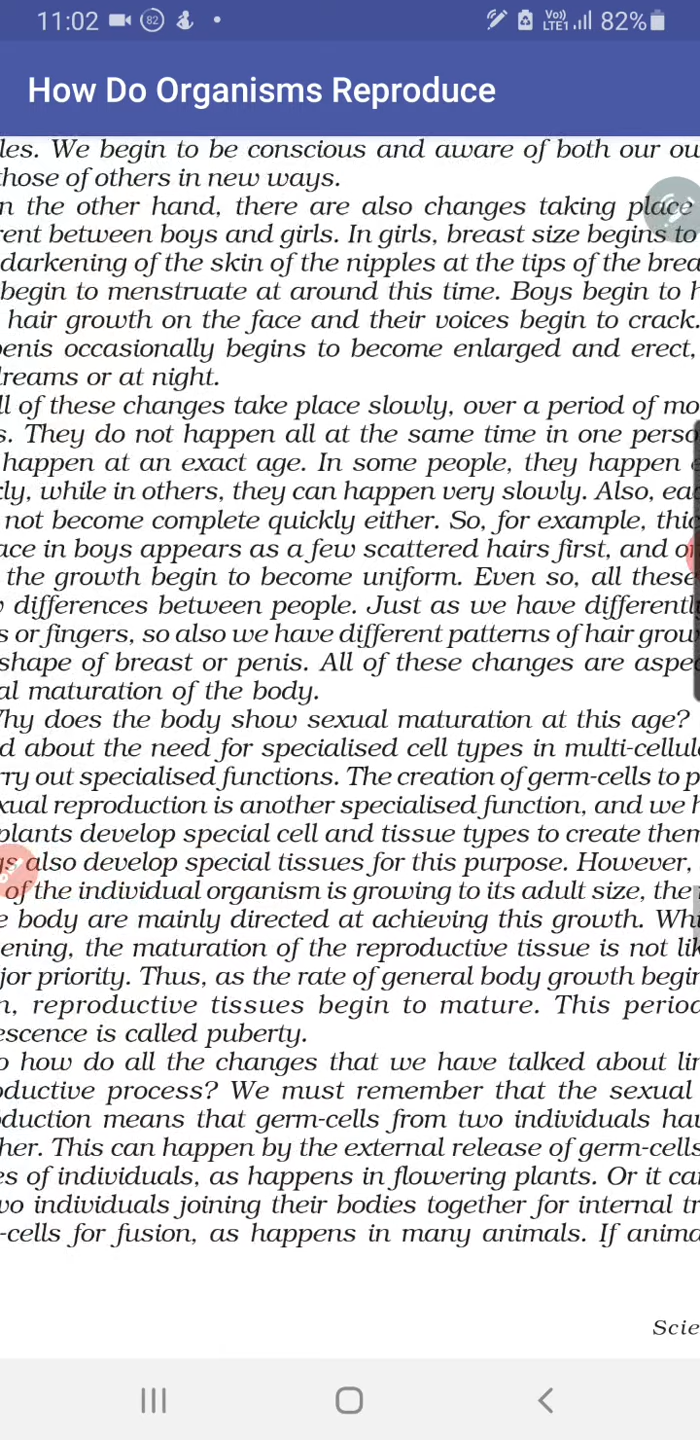 11:02 82 Vo)) LTE1 82%
How Do Organisms Reproduce
les. We begin to be conscious and aware of both our ou
those of others in new ways.
n the other hand, there are also changes taking place
rent between boys and girls. In girls, breast size begins to
darkening of the skin of the nipples at the tips of the brea
begin to menstruate at around this time. Boys begin to h
hair growth on the face and their voices begin to crack.
penis occasionally begins to become enlarged and erect,
dreams or at night.
ll of these changes take place slowly, over a period of mo
s. They do not happen all at the same time in one perso
happen at an exact age. In some people, they happen e
kly, while in others, they can happen very slowly. Also, eac
not become complete quickly either. So, for example, thic
ace in boys appears as a few scattered hairs first, and on
the growth begin to become uniform. Even so, all these
differences between people. Just as we have differently
s or fingers, so also we have different patterns of hair grow
shape of breast or penis. All of these changes are aspec
al maturation of the body.
Why does the body show sexual maturation at this age?
d about the need for specialised cell types in multi-cellula
rry out specialised functions. The creation of germ-cells to p
xual reproduction is another specialised function, and we h
plants develop special cell and tissue types to create them
gs also develop special tissues for this purpose. However,
of the individual organism is growing to its adult size, the
e body are mainly directed at achieving this growth. Whi
ening, the maturation of the reproductive tissue is not lik
jor priority. Thus, as the rate of general body growth begin
n, reproductive tissues begin to mature. This period
escence is called puberty.
o how do all the changes that we have talked about lin
oductive process? We must remember that the sexual
oduction means that germ-cells from two individuals hav
her. This can happen by the external release of germ-cells
es of individuals, as happens in flowering plants. Or it can
wo individuals joining their bodies together for internal tr
-cells for fusion, as happens in many animals. If anima
Scie